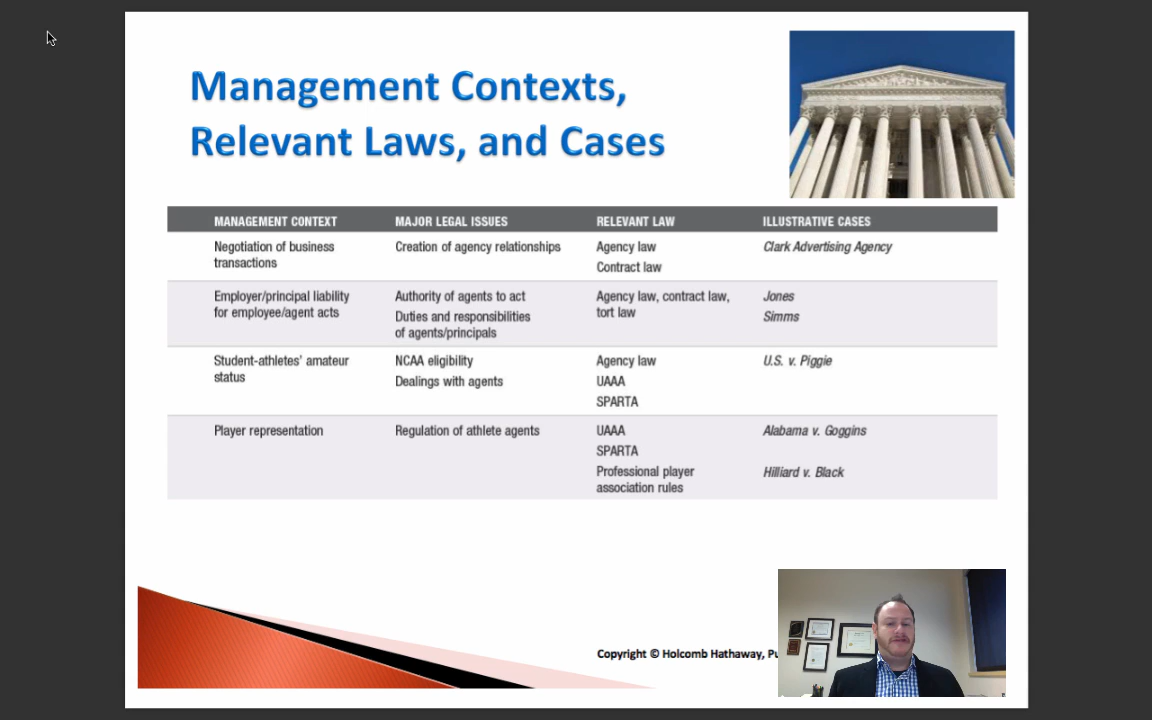 Management Contexts,
Relevant Laws, and Cases
MANAGEMENT CONTEXT MAJOR LEGAL ISSUES RELEVANT LAW ILLUSTRATIVE CASES
Negotiation of business Creation of agency relationships Agency law Clark Advertising Agency
transactions Contract law
Employer/principal liability Authority of agents to act Agency law, contract law, Jones
for employee/agent acts Duties and responsibilities tort law Simms
of agents/principals
Student-athletes’ amateur NCAA eligibility Agency law U.S. v. Piggie
status Dealings with agents UAAA
SPARTA
Player representation Regulation of athlete agents UAAA Alabama v. Goggins
SPARTA
Professional player Hilliard v. Black
association rules
Copyright © Holcomb Hathaway,